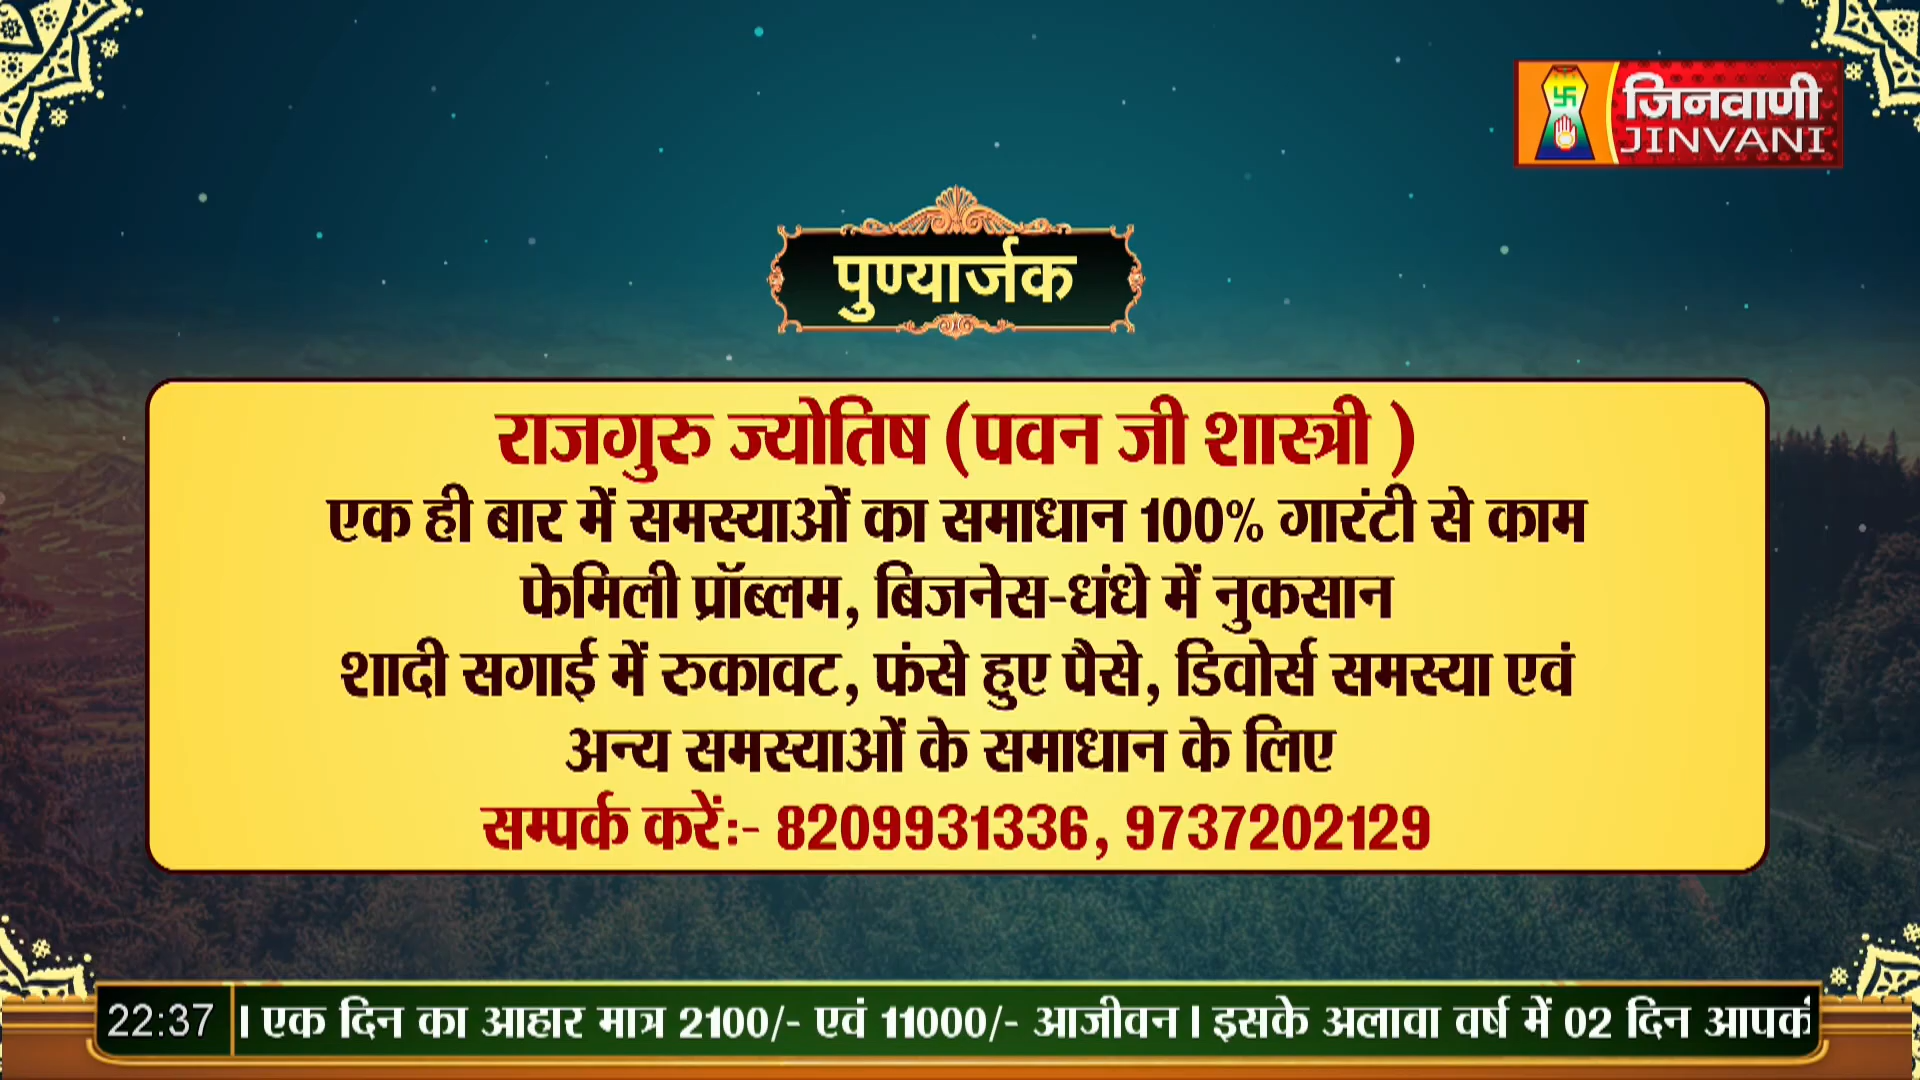 जिनवाणी
JINVANI
पुण्यार्जक
राजगुरु ज्योतिष (पवन जी शास्त्री )
एक ही बार में समस्याओं का समाधान 100% गारंटी से काम
फेमिली प्रॉब्लम, बिजनेस-धंधे में नुकसान
शादी सगाई में रुकावट, फंसे हुए पैसे, डिवोर्स समस्या एवं
अन्य समस्याओं के समाधान के लिए
सम्पर्क करेंः- 8209931336, 9737202129
22:37 । एक दिन का आहार मात्र 2100/- एवं 11000/- आजीवन । इसके अलावा वर्ष में 02 दिन